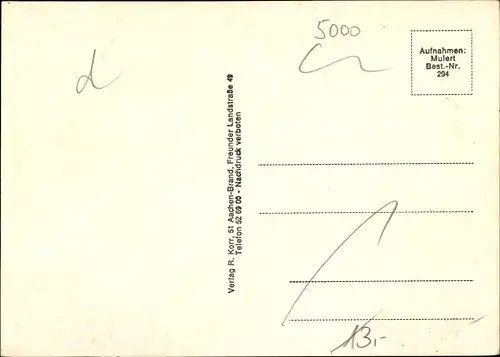 5000
Aufnahmen:
Mulert
Best.-Nr.
294
Verlag R. Korr, 51 Aachen-Brand, Freunder Landstraße 49
Telefon 52 69 00 - Nachdruck verboten
13,-